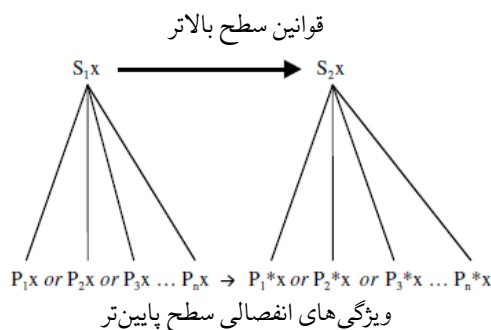 قوانین سطح بالاتر
S₁x S₂x
P₁x or P₂x or P₃x … Pₙx → P₁*x or P₂*x or P₃*x … Pₙ*x
ویژگی‌های انفصالی سطح پایین‌تر